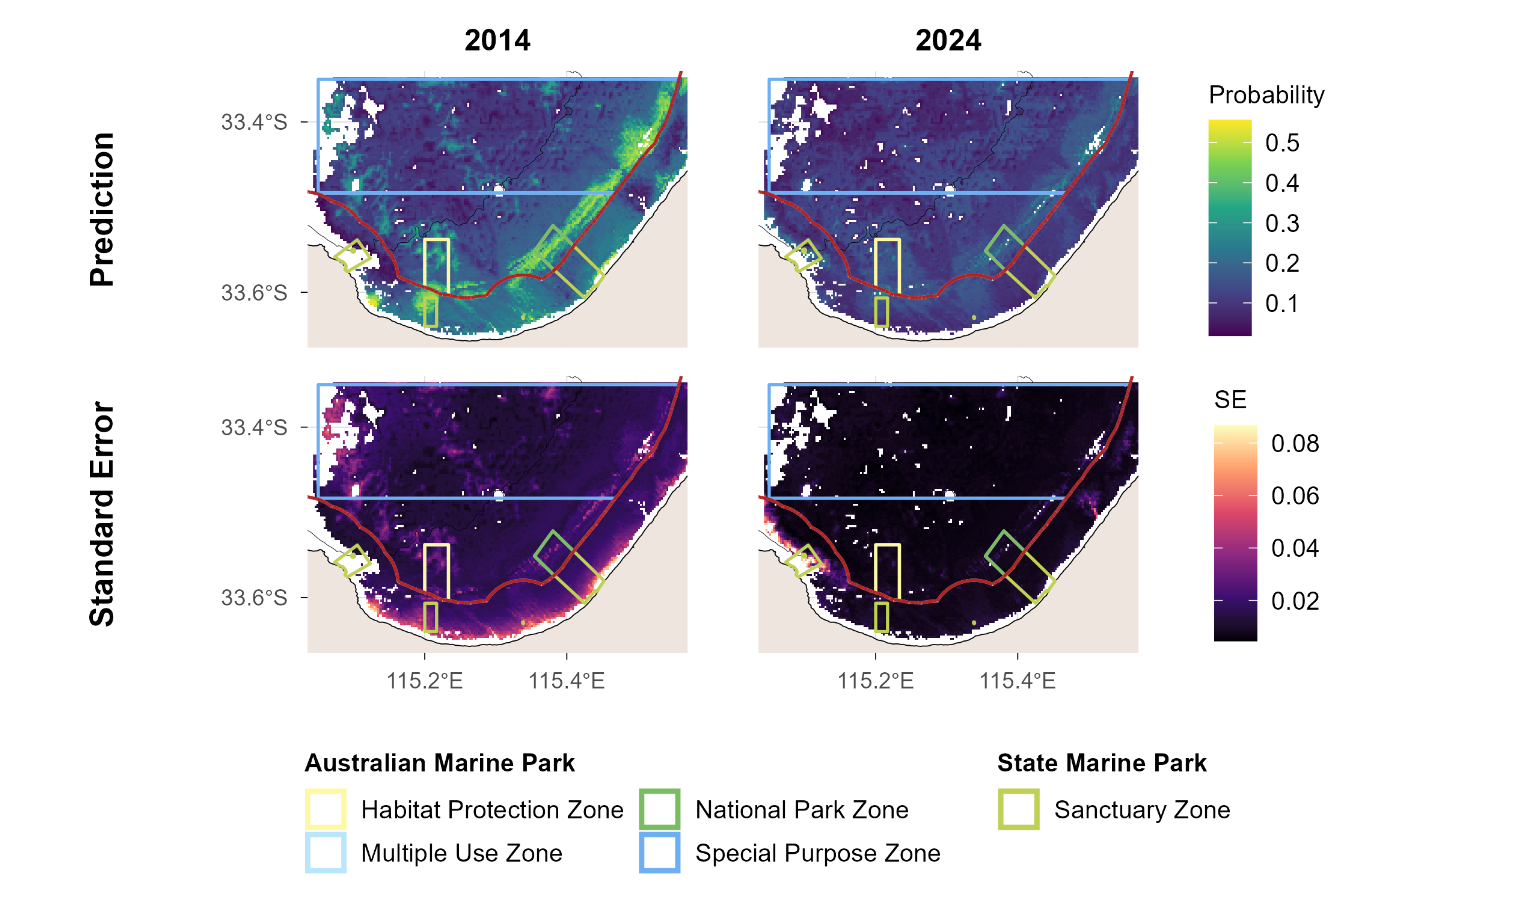 2014
2024
Prediction
33.4°S
33.6°S
Probability
0.5
0.4
0.3
0.2
0.1
Standard Error
33.4°S
33.6°S
115.2°E
115.4°E
115.2°E
115.4°E
SE
0.08
0.06
0.04
0.02
Australian Marine Park
State Marine Park
Habitat Protection Zone
National Park Zone
Sanctuary Zone
Multiple Use Zone
Special Purpose Zone